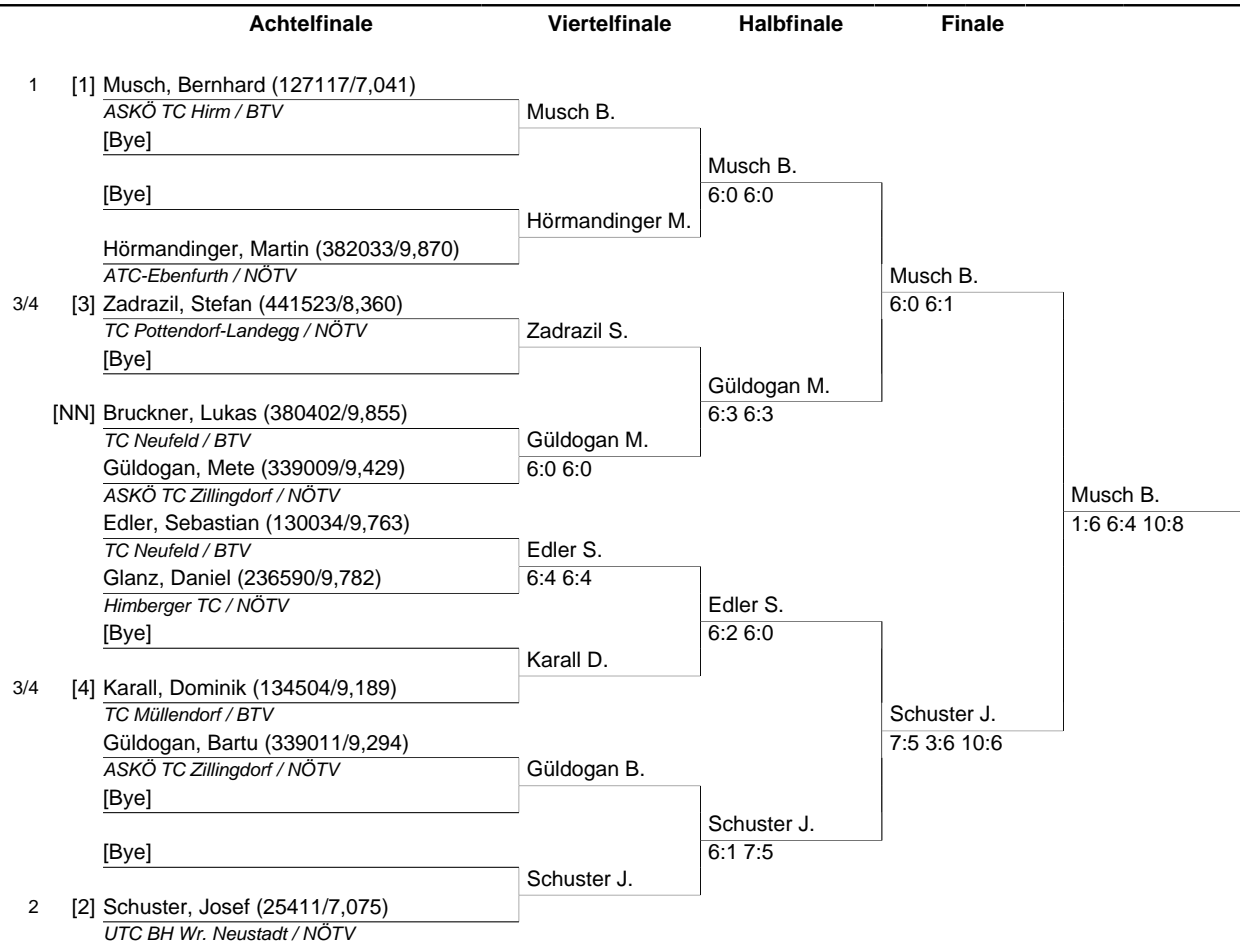 Achtelfinale Viertelfinale Halbfinale Finale
1 [1] Musch, Bernhard (127117/7,041)
ASKÖ TC Hirm / BTV
Musch B.
[Bye]
Musch B.
[Bye]
6:0 6:0
Hörmandinger M.
Hörmandinger, Martin (382033/9,870)
ATC-Ebenfurth / NÖTV
Musch B.
3/4 [3] Zadrazil, Stefan (441523/8,360)
6:0 6:1
TC Pottendorf-Landegg / NÖTV
Zadrazil S.
[Bye]
Güldogan M.
[NN] Bruckner, Lukas (380402/9,855)
6:3 6:3
TC Neufeld / BTV
Güldogan M.
Güldogan, Mete (339009/9,429)
6:0 6:0
ASKÖ TC Zillingdorf / NÖTV
Musch B.
Edler, Sebastian (130034/9,763)
1:6 6:4 10:8
TC Neufeld / BTV
Edler S.
Glanz, Daniel (236590/9,782)
6:4 6:4
Himberger TC / NÖTV
Edler S.
[Bye]
6:2 6:0
Karall D.
3/4 [4] Karall, Dominik (134504/9,189)
TC Müllendorf / BTV
Schuster J.
Güldogan, Bartu (339011/9,294)
7:5 3:6 10:6
ASKÖ TC Zillingdorf / NÖTV
Güldogan B.
[Bye]
Schuster J.
[Bye]
6:1 7:5
Schuster J.
2 [2] Schuster, Josef (25411/7,075)
UTC BH Wr. Neustadt / NÖTV